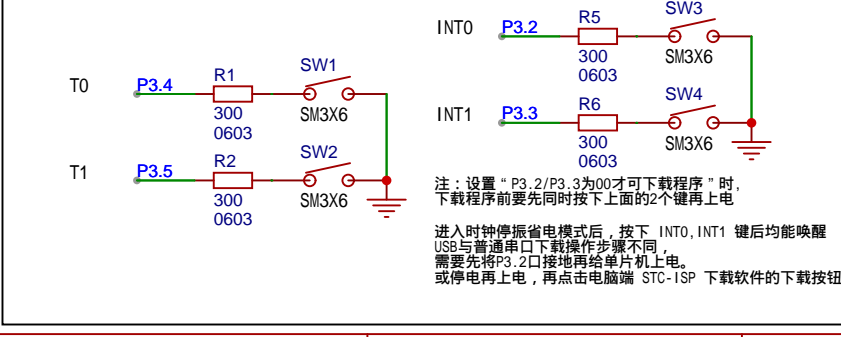 T0
P3.4
R1
300
0603
SW1
SM3X6
T1
P3.5
R2
300
0603
SW2
SM3X6
INT0
P3.2
R5
300
0603
SW3
SM3X6
INT1
P3.3
R6
300
0603
SW4
SM3X6
注：设置“P3.2/P3.3为00才可下载程序”时，
下载程序前要先同时按下上面的2个键再上电
进入时钟停振省电模式后，按下 INT0,INT1 键后均能唤醒
USB与普通串口下载操作步骤不同，
需要先将P3.2口接地再给单片机上电。
或停电再上电，再点击电脑端 STC-ISP 下载软件的下载按钮